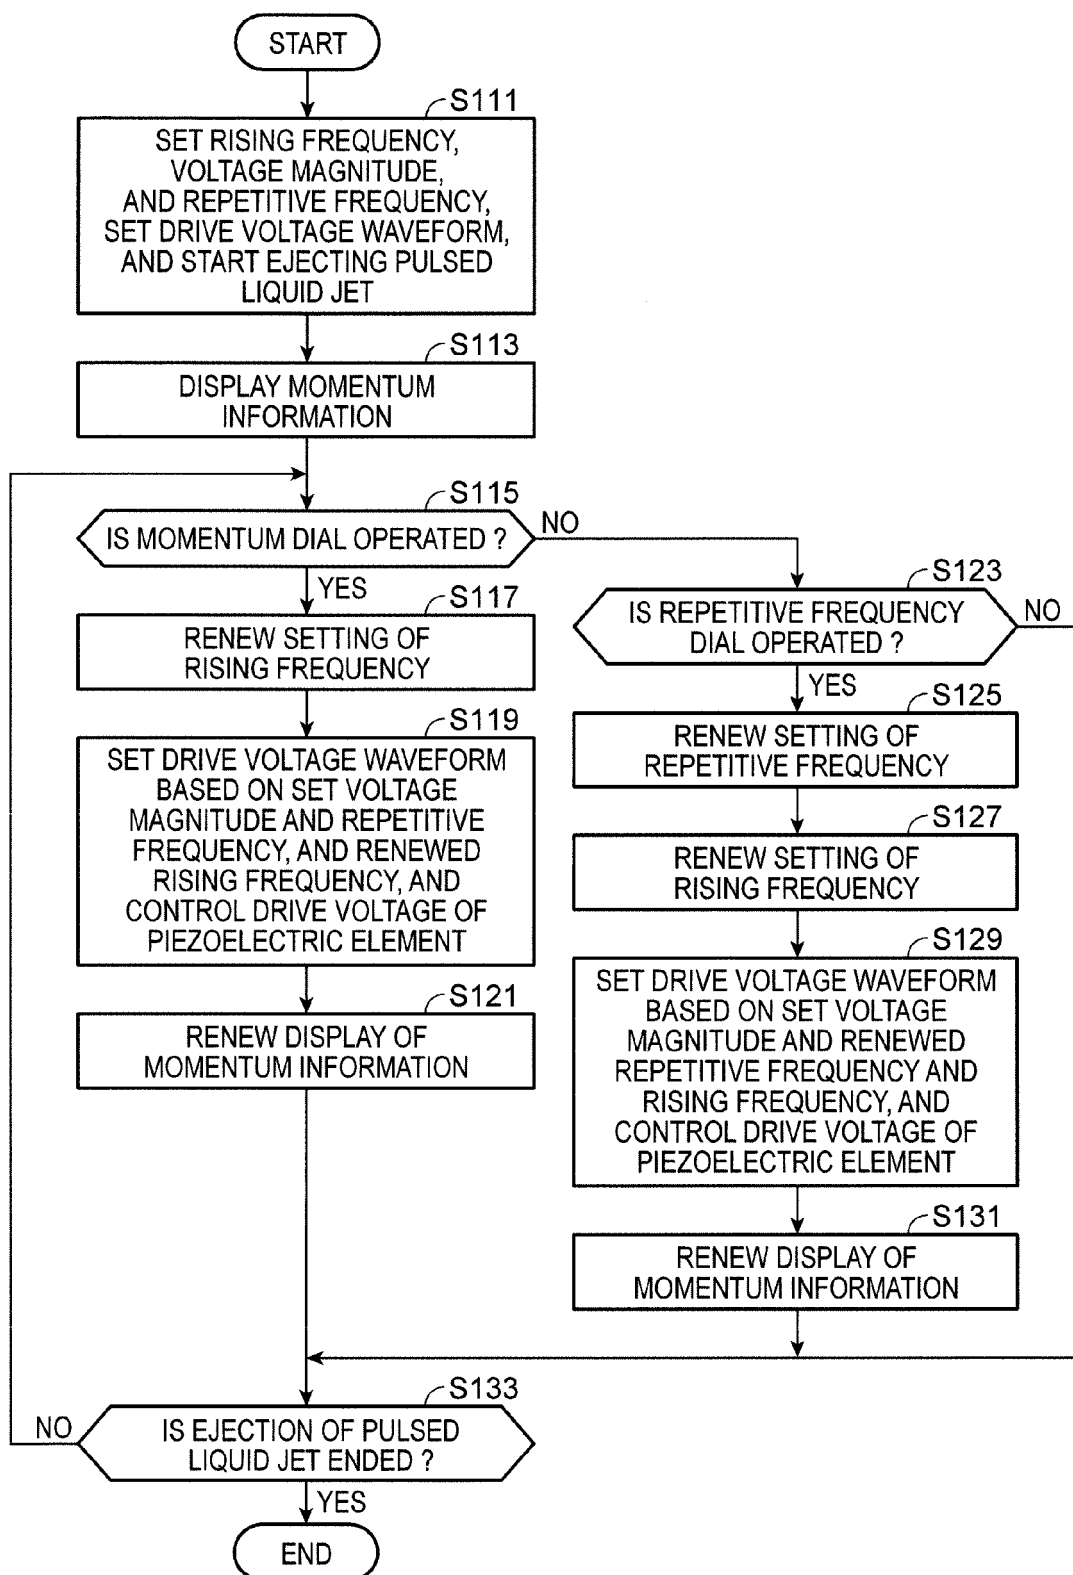 START
S111
SET RISING FREQUENCY,
VOLTAGE MAGNITUDE,
AND REPETITIVE FREQUENCY,
SET DRIVE VOLTAGE WAVEFORM,
AND START EJECTING PULSED
LIQUID JET
S113
DISPLAY MOMENTUM
INFORMATION
S115
IS MOMENTUM DIAL OPERATED ?
NO
YES
S117
RENEW SETTING OF
RISING FREQUENCY
S119
SET DRIVE VOLTAGE WAVEFORM
BASED ON SET VOLTAGE
MAGNITUDE AND REPETITIVE
FREQUENCY, AND RENEWED
RISING FREQUENCY, AND
CONTROL DRIVE VOLTAGE OF
PIEZOELECTRIC ELEMENT
S121
RENEW DISPLAY OF
MOMENTUM INFORMATION
S123
IS REPETITIVE FREQUENCY
DIAL OPERATED ?
NO
YES
S125
RENEW SETTING OF
REPETITIVE FREQUENCY
S127
RENEW SETTING OF
RISING FREQUENCY
S129
SET DRIVE VOLTAGE WAVEFORM
BASED ON SET VOLTAGE
MAGNITUDE AND RENEWED
REPETITIVE FREQUENCY AND
RISING FREQUENCY, AND
CONTROL DRIVE VOLTAGE OF
PIEZOELECTRIC ELEMENT
S131
RENEW DISPLAY OF
MOMENTUM INFORMATION
S133
NO
IS EJECTION OF PULSED
LIQUID JET ENDED ?
YES
END